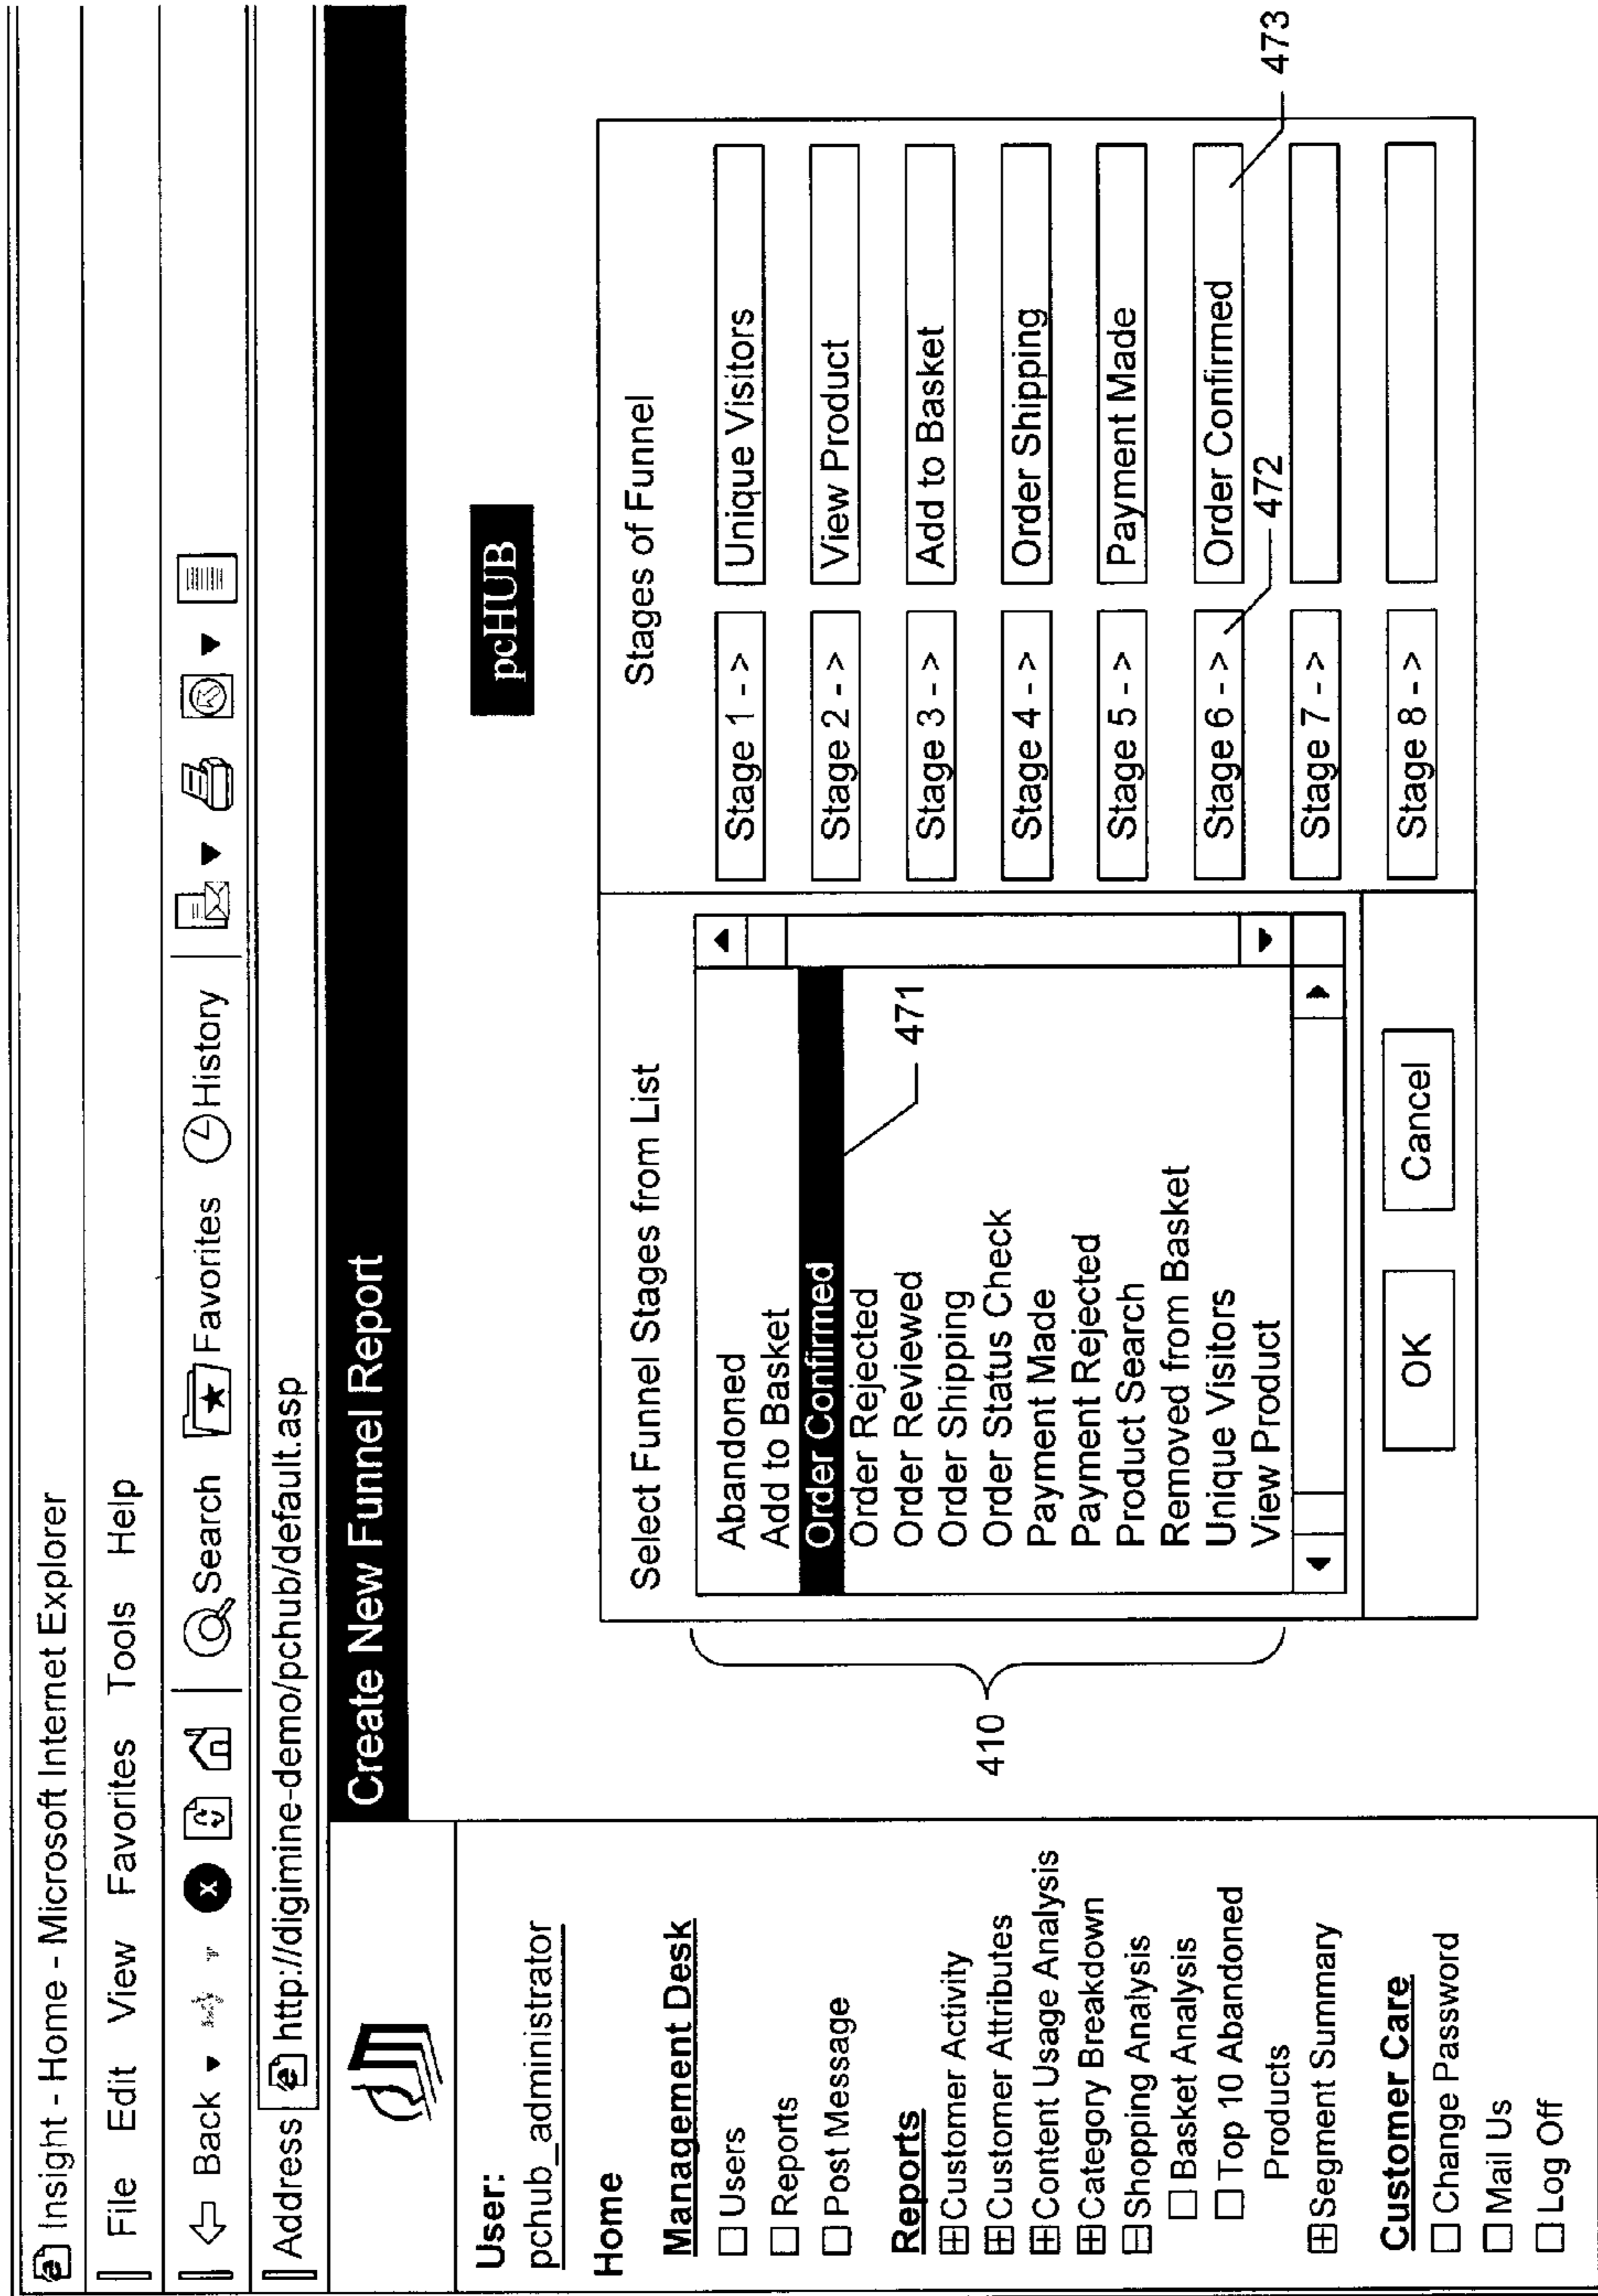 Insight - Home - Microsoft Internet Explorer
File Edit View Favorites Tools Help
Back Search Favorites History
Address http://digimine-demo/pchub/default.asp
Create New Funnel Report
User:
pchub_administrator
Home
Management Desk
Users
Reports
Post Message
Reports
Customer Activity
Customer Attributes
Content Usage Analysis
Category Breakdown
Shopping Analysis
Basket Analysis
Top 10 Abandoned
Products
Segment Summary
Customer Care
Change Password
Mail Us
Log Off
pcHUB
Select Funnel Stages from List
Abandoned
Add to Basket
Order Confirmed
Order Rejected
Order Reviewed
Order Shipping
Order Status Check
Payment Made
Payment Rejected
Product Search
Removed from Basket
Unique Visitors
View Product
471
410
OK Cancel
Stages of Funnel
Stage 1 - > Unique Visitors
Stage 2 - > View Product
Stage 3 - > Add to Basket
Stage 4 - > Order Shipping
Stage 5 - > Payment Made
Stage 6 - > Order Confirmed
472
473
Stage 7 - >
Stage 8 - >